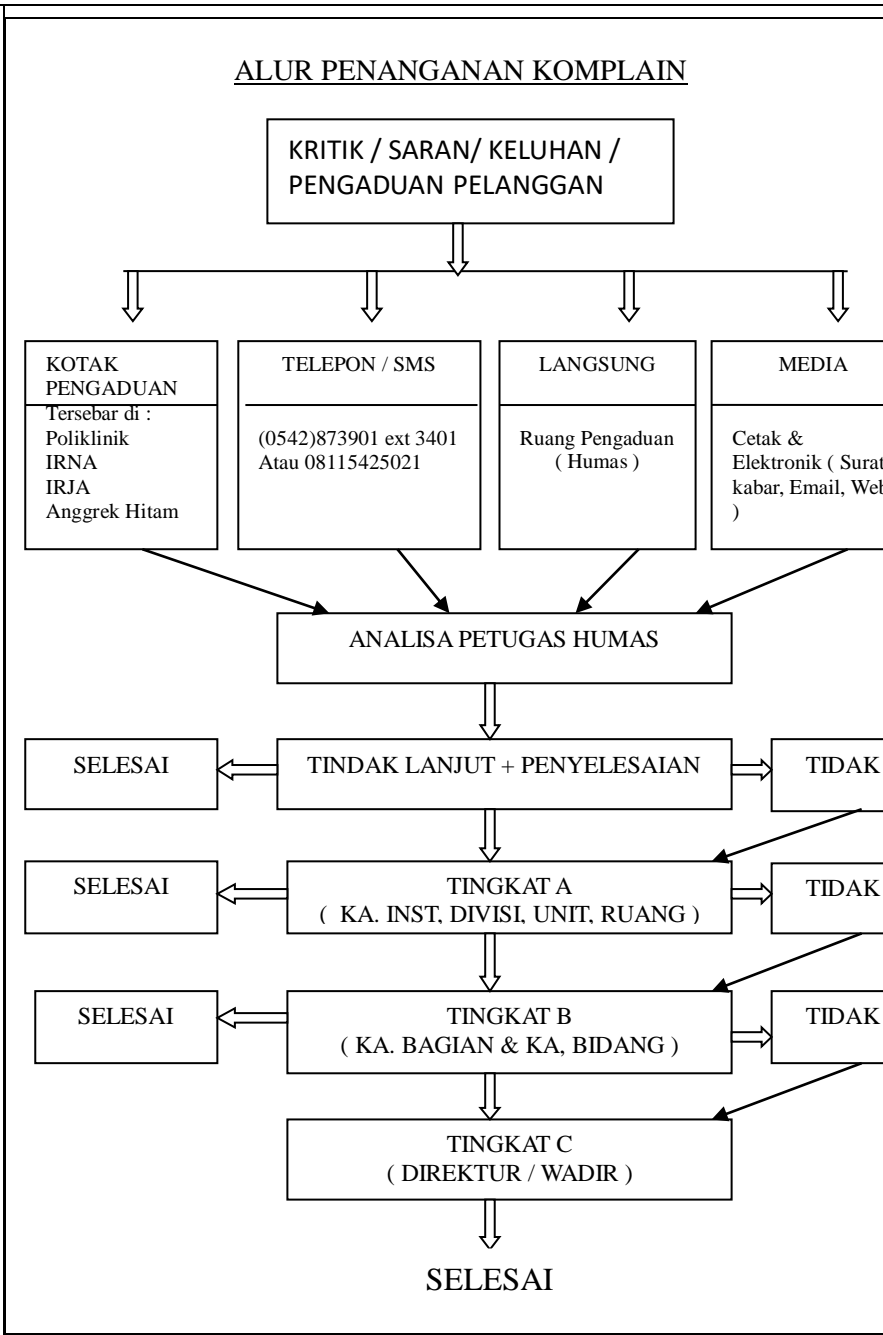 ALUR PENANGANAN KOMPLAIN
KRITIK / SARAN/ KELUHAN /
PENGADUAN PELANGGAN
KOTAK
PENGADUAN
Tersebar di :
Poliklinik
IRNA
IRJA
Anggrek Hitam
TELEPON / SMS
(0542)873901 ext 3401
Atau 08115425021
LANGSUNG
Ruang Pengaduan
( Humas )
MEDIA
Cetak &
Elektronik ( Surat
kabar, Email, Web
)
ANALISA PETUGAS HUMAS
SELESAI
TINDAK LANJUT + PENYELESAIAN
TIDAK
SELESAI
TINGKAT A
( KA. INST, DIVISI, UNIT, RUANG )
TIDAK
SELESAI
TINGKAT B
( KA. BAGIAN & KA, BIDANG )
TIDAK
TINGKAT C
( DIREKTUR / WADIR )
SELESAI